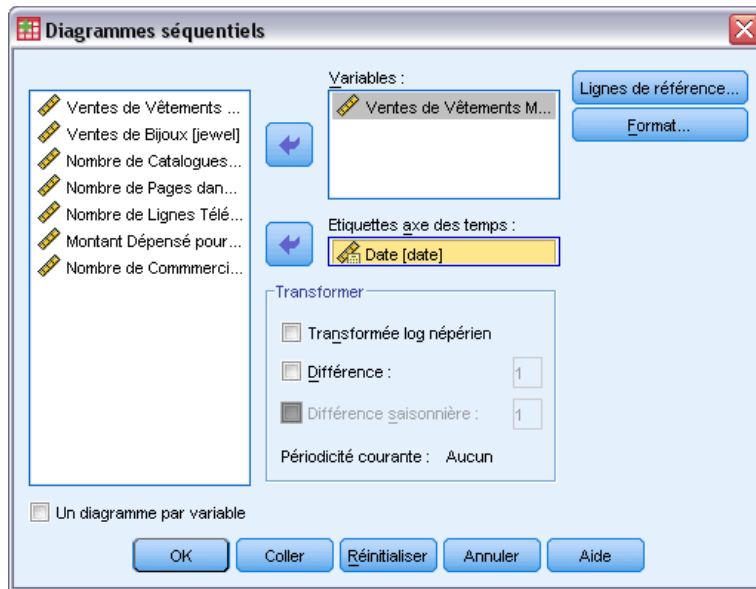 Diagrammes séquentiels
Ventes de Vêtements ...
Ventes de Bijoux [jewel]
Nombre de Catalogues...
Nombre de Pages dan...
Nombre de Lignes Télé...
Montant Dépensé pour...
Nombre de Commmerci...
Variables :
Ventes de Vêtements M...
Etiquettes axe des temps :
Date [date]
Transformer
Transformée log népérien
Différence :
1
Différence saisonnière :
1
Périodicité courante : Aucun
Lignes de référence...
Format...
Un diagramme par variable
OK
Coller
Réinitialiser
Annuler
Aide